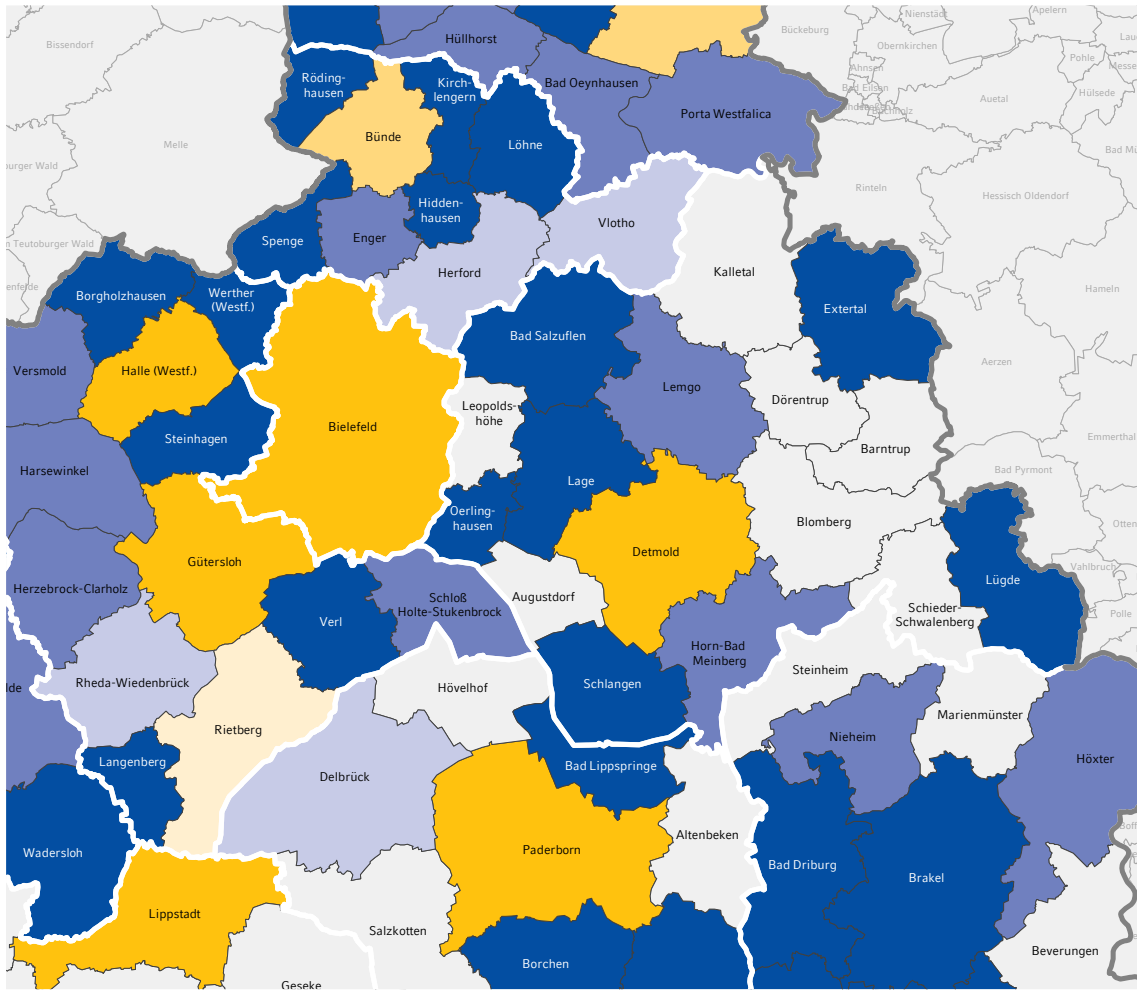 Bissendorf
Hüllhorst
Bückeburg
Nienstädt
Apelern
Obernkirchen
Pohle
Ahnsen
Bad Eilsen
Buchholz
Auetal
Hülsede
Röding-
hausen
Kirch-
lengern
Bad Oeynhausen
Porta Westfalica
Melle
Bünde
Löhne
Rinteln
Hessisch Oldendorf
Hidden-
hausen
Vlotho
Spenge
Enger
Herford
Kalletal
Hameln
Borgholzhausen
Werther
(Westf.)
Extertal
Bad Salzuflen
Versmold
Halle (Westf.)
Lemgo
Aerzen
Dörentrup
Leopolds-
höhe
Bielefeld
Steinhagen
Barntrup
Emmerthal
Harsewinkel
Bad Pyrmont
Lage
Oerling-
hausen
Blomberg
Detmold
Gütersloh
Vahlbruch
Lügde
Herzebrock-Clarholz
Verl
Schloß
Holte-Stukenbrock
Augustdorf
Schieder-
Schwalenberg
Polle
Horn-Bad
Meinberg
Steinheim
Rheda-Wiedenbrück
Hövelhof
Schlangen
Marienmünster
Rietberg
Nieheim
Höxter
Langenberg
Delbrück
Bad Lippspringe
Altenbeken
Wadersloh
Paderborn
Bad Driburg
Brakel
Lippstadt
Salzkotten
Beverungen
Borchen
Geseke